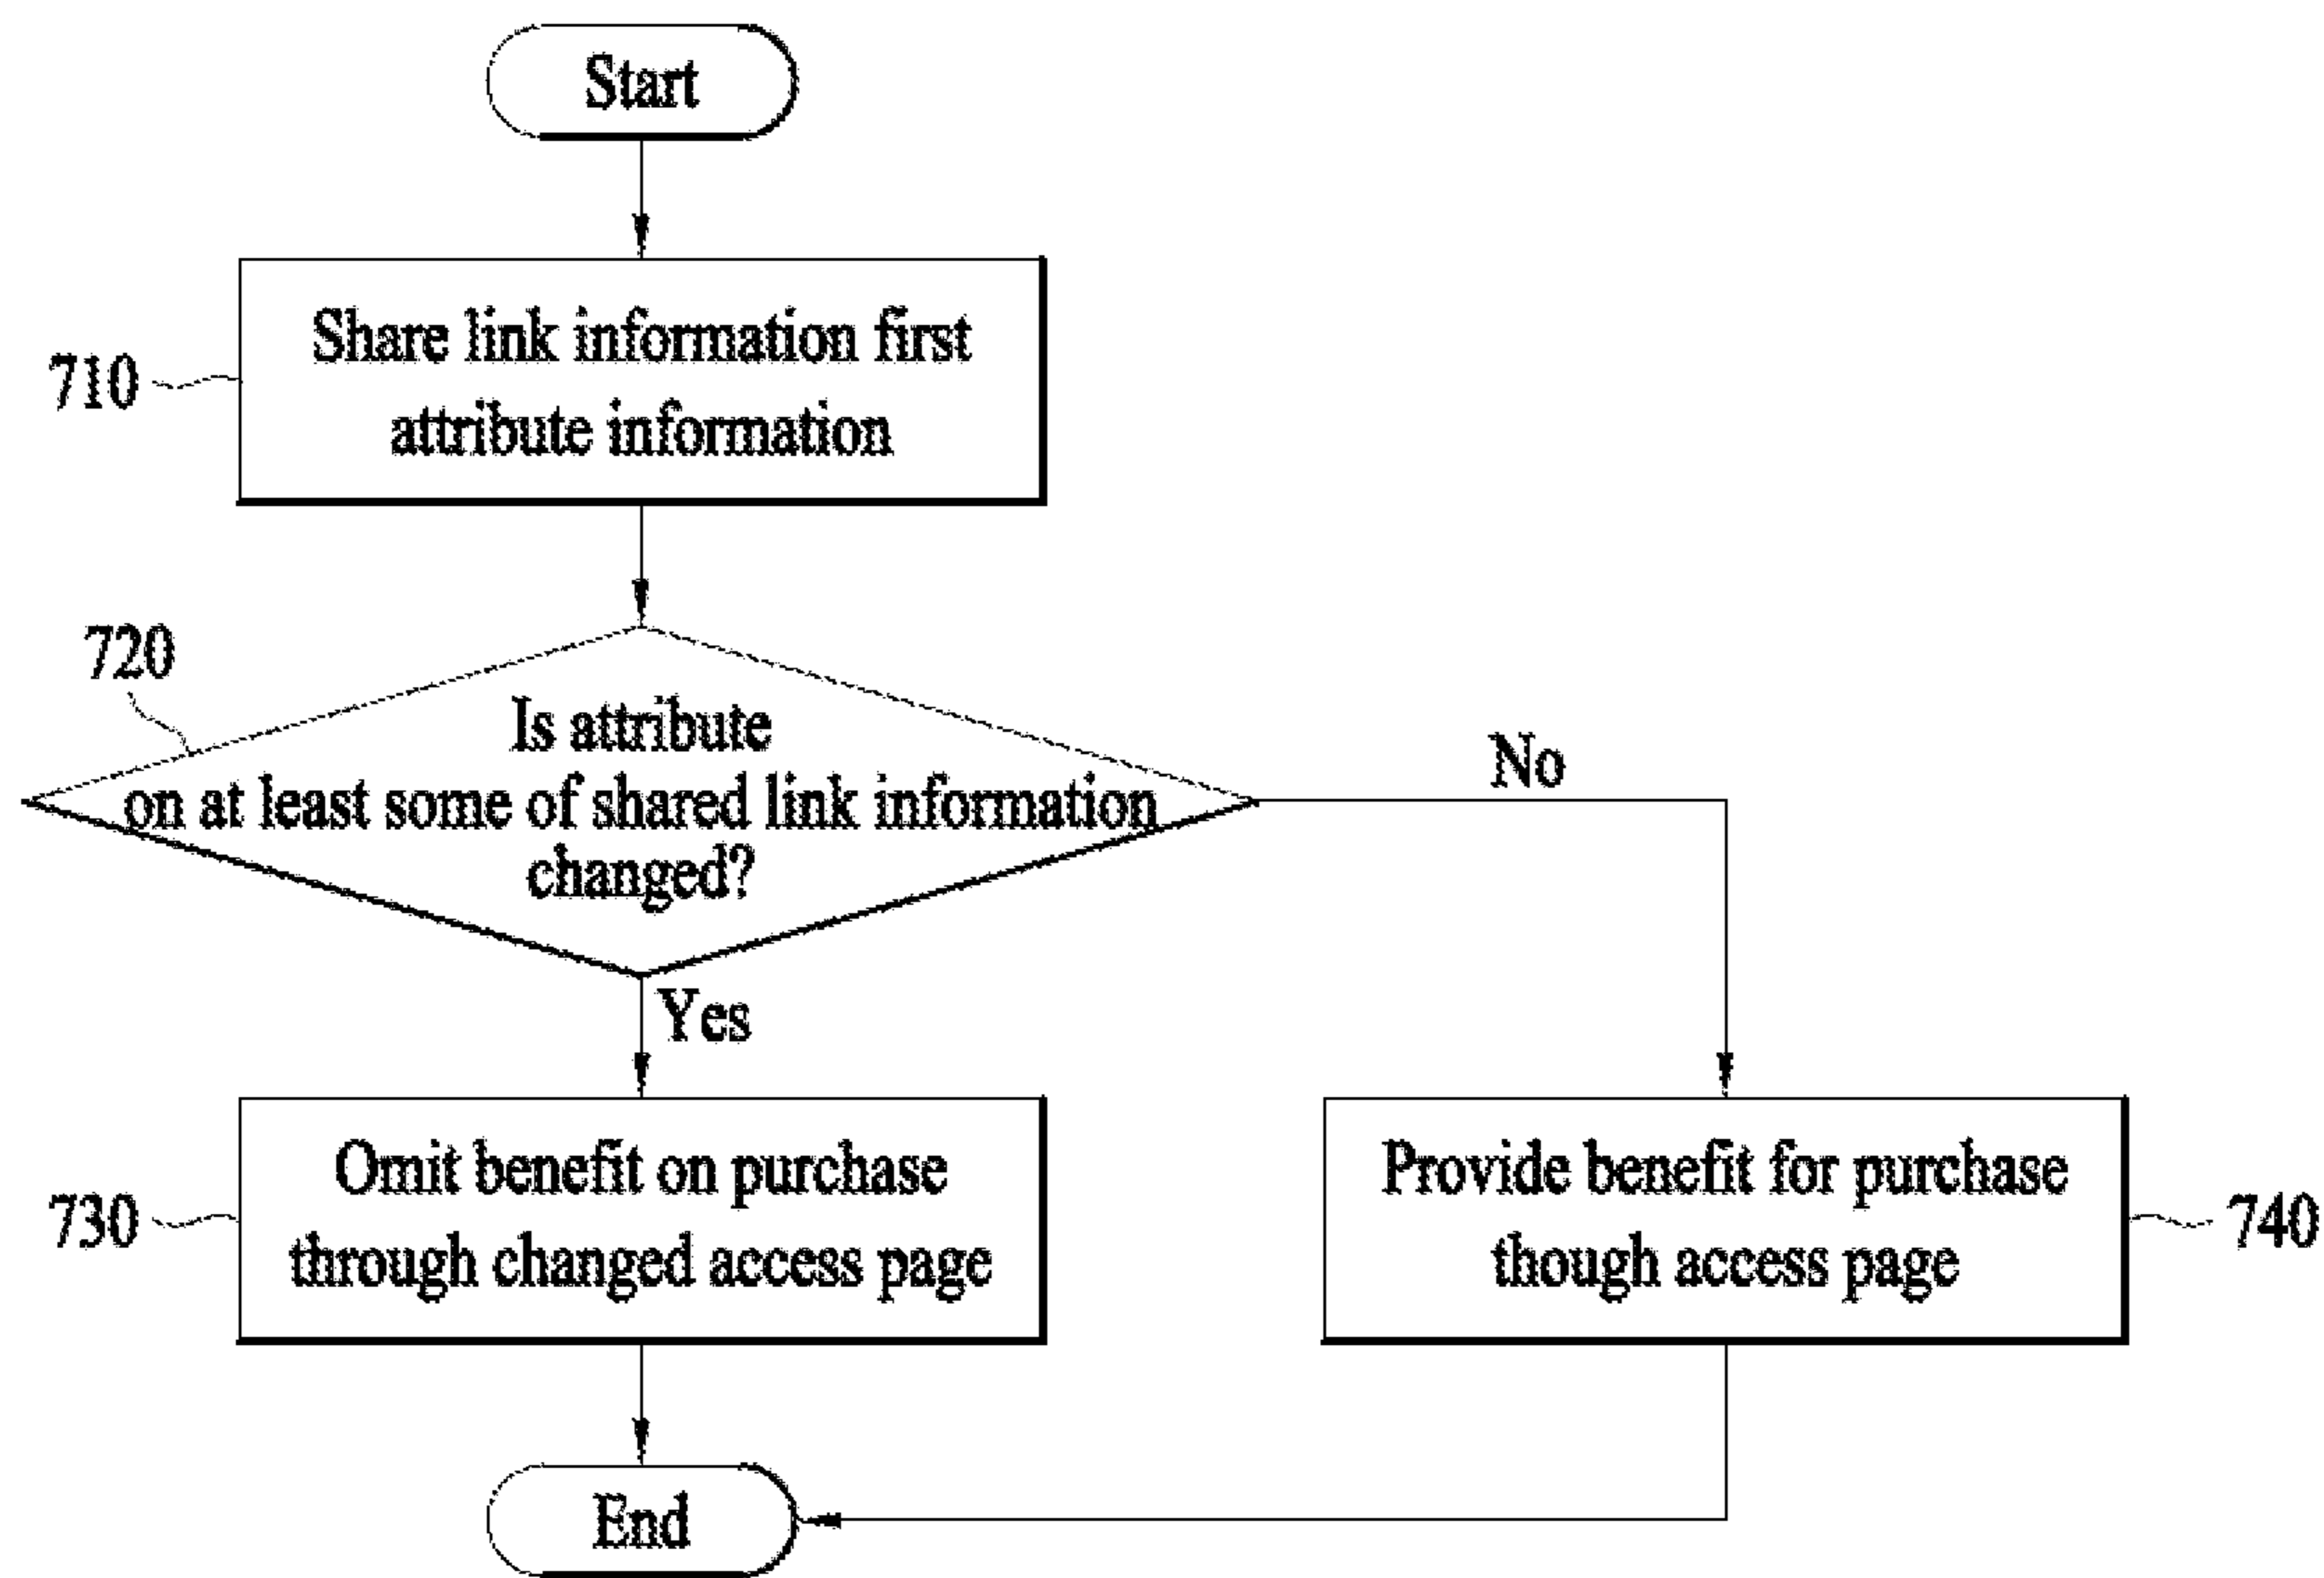 Start
Share link information first
attribute information
710
720
Is attribute
on at least some of shared link information
changed?
No
Yes
Omit benefit on purchase
through changed access page
730
Provide benefit for purchase
though access page
740
End